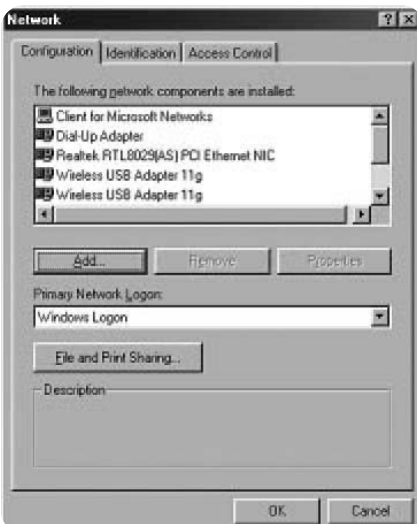 Network
Configuration Identification Access Control
The following network components are installed:
Client for Microsoft Networks
Dial-Up Adapter
Realtek RTL8029(AS) PCI Ethernet NIC
Wireless USB Adapter 11g
Wireless USB Adapter 11g
Add... Remove Properties
Primary Network Logon:
Windows Logon
File and Print Sharing...
Description
OK Cancel